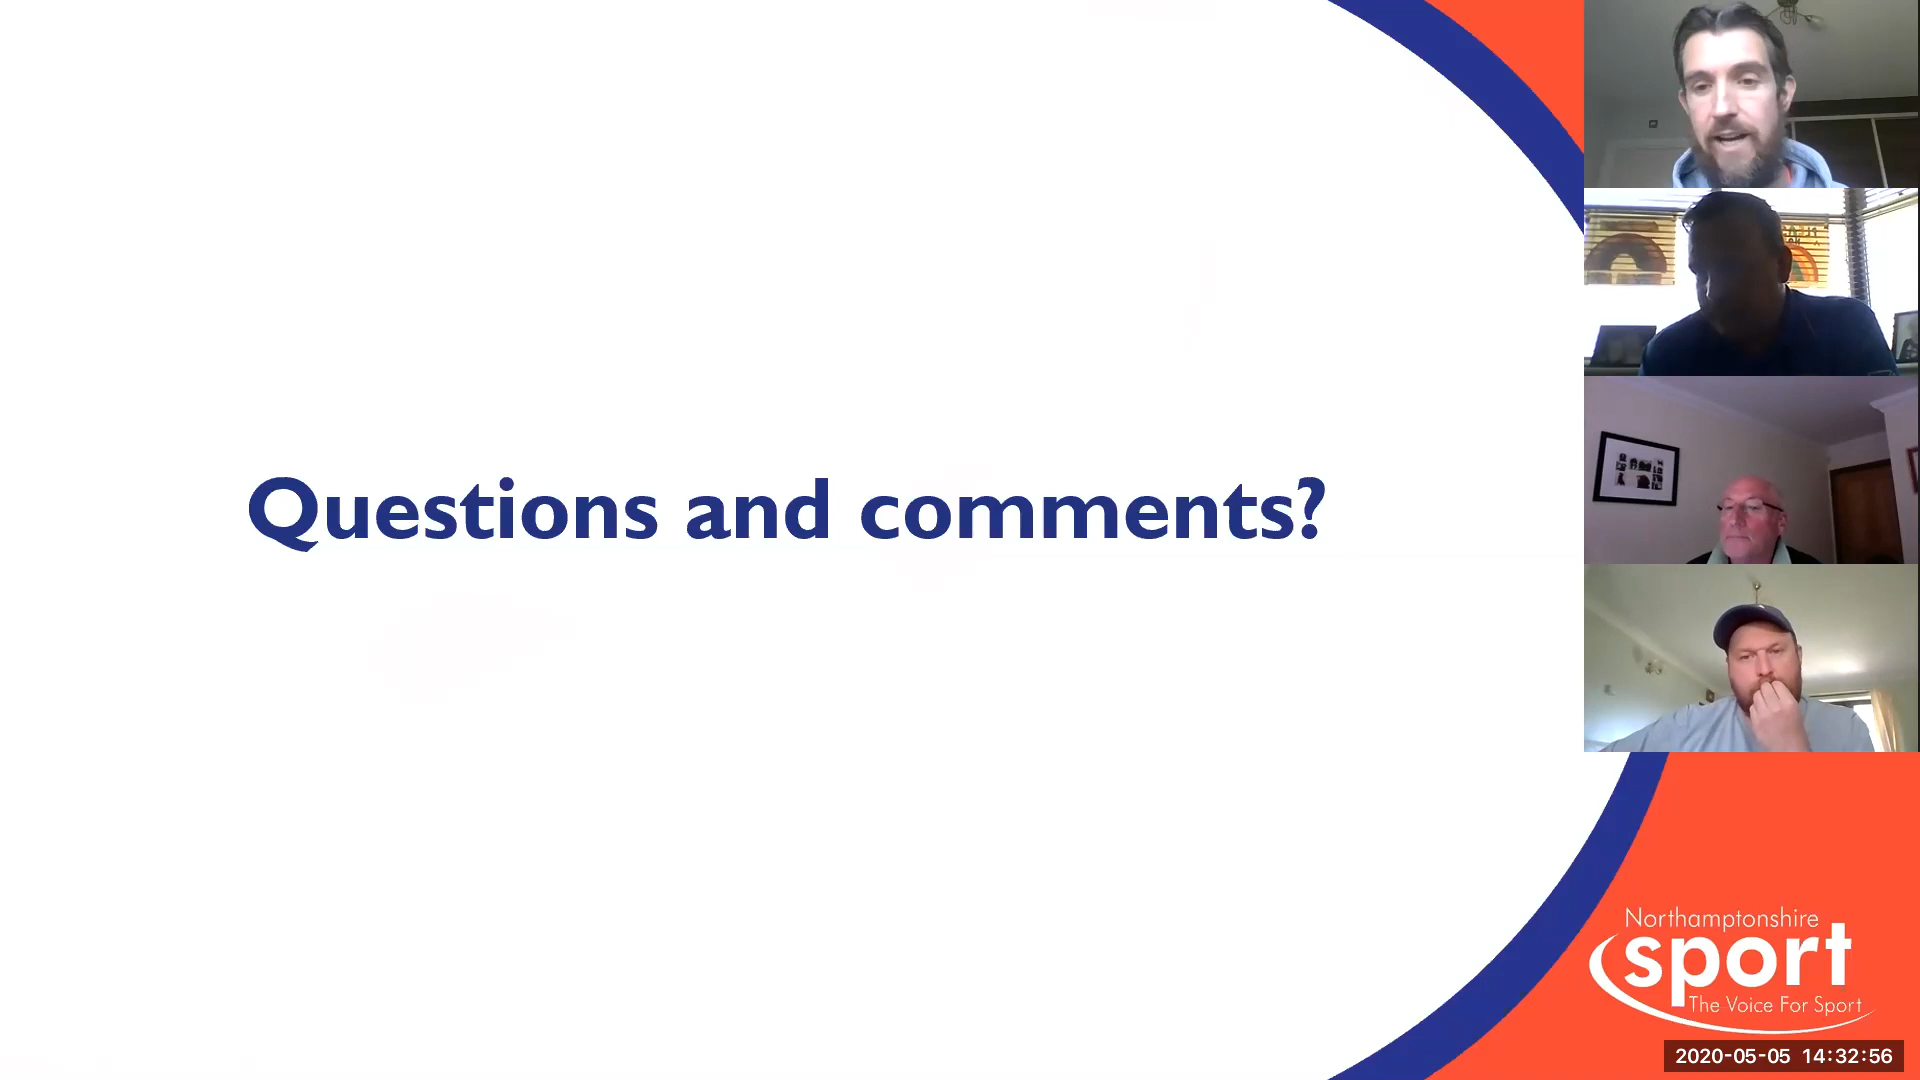 Questions and comments?
Northamptonshire
sport
The Voice For Sport
2020-05-05 14:32:56